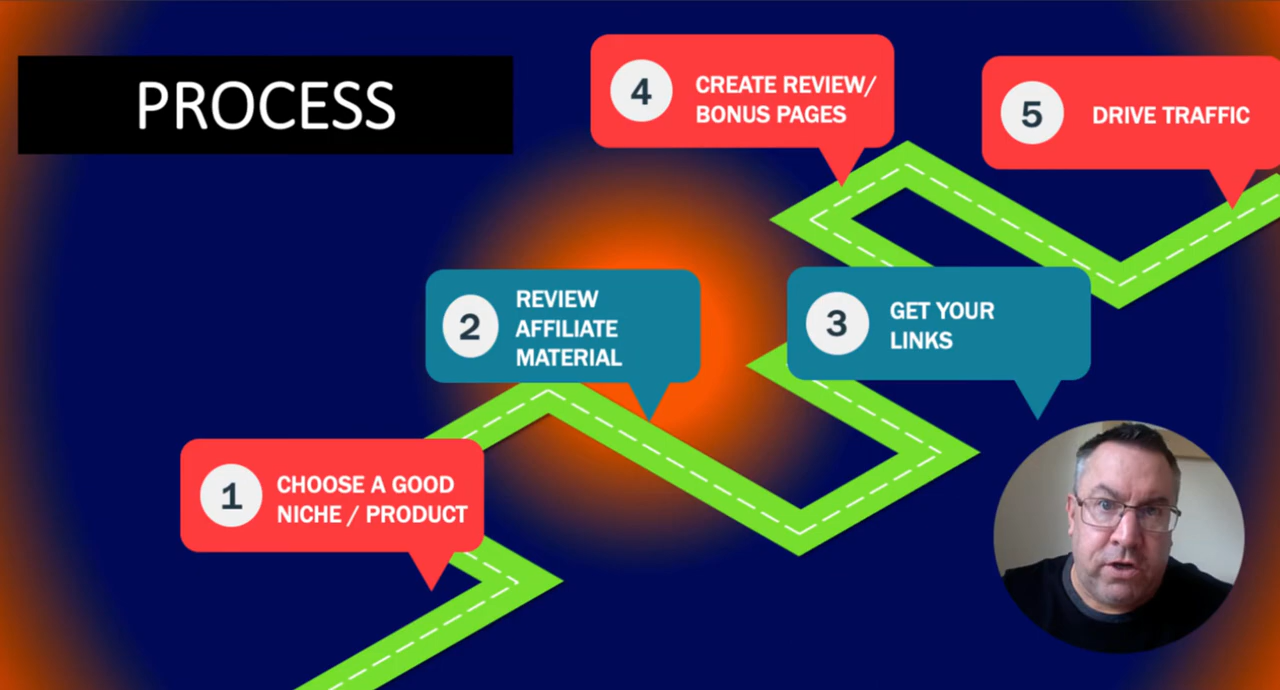 PROCESS
1
CHOOSE A GOOD
NICHE / PRODUCT
2
REVIEW
AFFILIATE
MATERIAL
3
GET YOUR
LINKS
4
CREATE REVIEW/
BONUS PAGES
5
DRIVE TRAFFIC